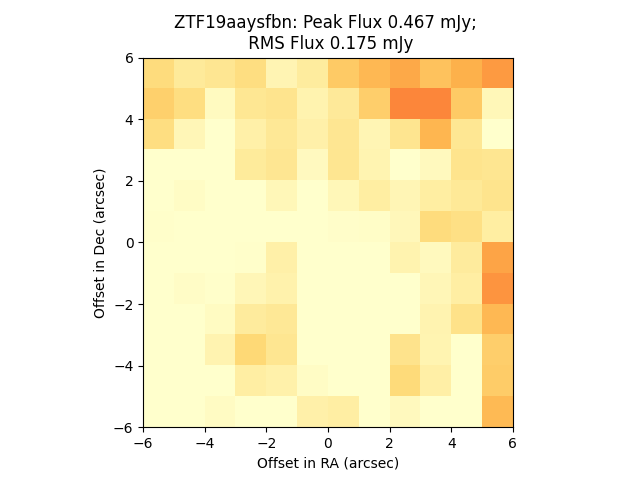 ZTF19aaysfbn: Peak Flux 0.467 mJy;
RMS Flux 0.175 mJy
6
4
2
0
−2
−4
−6
Offset in Dec (arcsec)
−6 −4 −2 0 2 4 6
Offset in RA (arcsec)